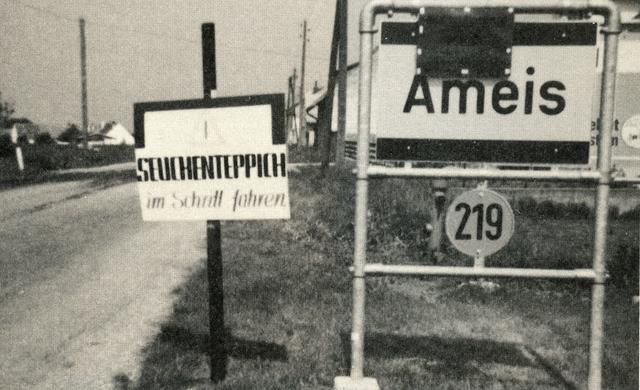 SEUCHENTEPPICH
im Schritt fahren
Ameis
219